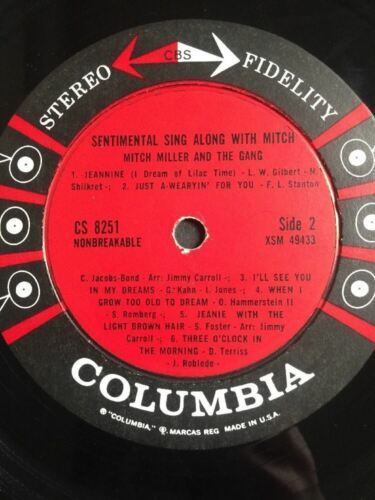 STEREO CBS FIDELITY
SENTIMENTAL SING ALONG WITH MITCH
MITCH MILLER AND THE GANG
1. JEANNINE (I Dream of Lilac Time) - L. W. Gilbert - N.
Shilkret -; 2. JUST A-WEARYIN' FOR YOU - F. L. Stanton
CS 8251
NONBREAKABLE
Side 2
XSM 49433
C. Jacobs-Bond - Arr: Jimmy Carroll -; 3. I'LL SEE YOU
IN MY DREAMS - G. Kahn - I. Jones -; 4. WHEN I
GROW TOO OLD TO DREAM - O. Hammerstein II
- S. Romberg -; 5. JEANIE WITH THE
LIGHT BROWN HAIR - S. Foster - Arr: Jimmy
Carroll -; 6. THREE O'CLOCK IN
THE MORNING - D. Terriss
- J. Robledo -
COLUMBIA
® "COLUMBIA," ® MARCAS REG. MADE IN U.S.A.